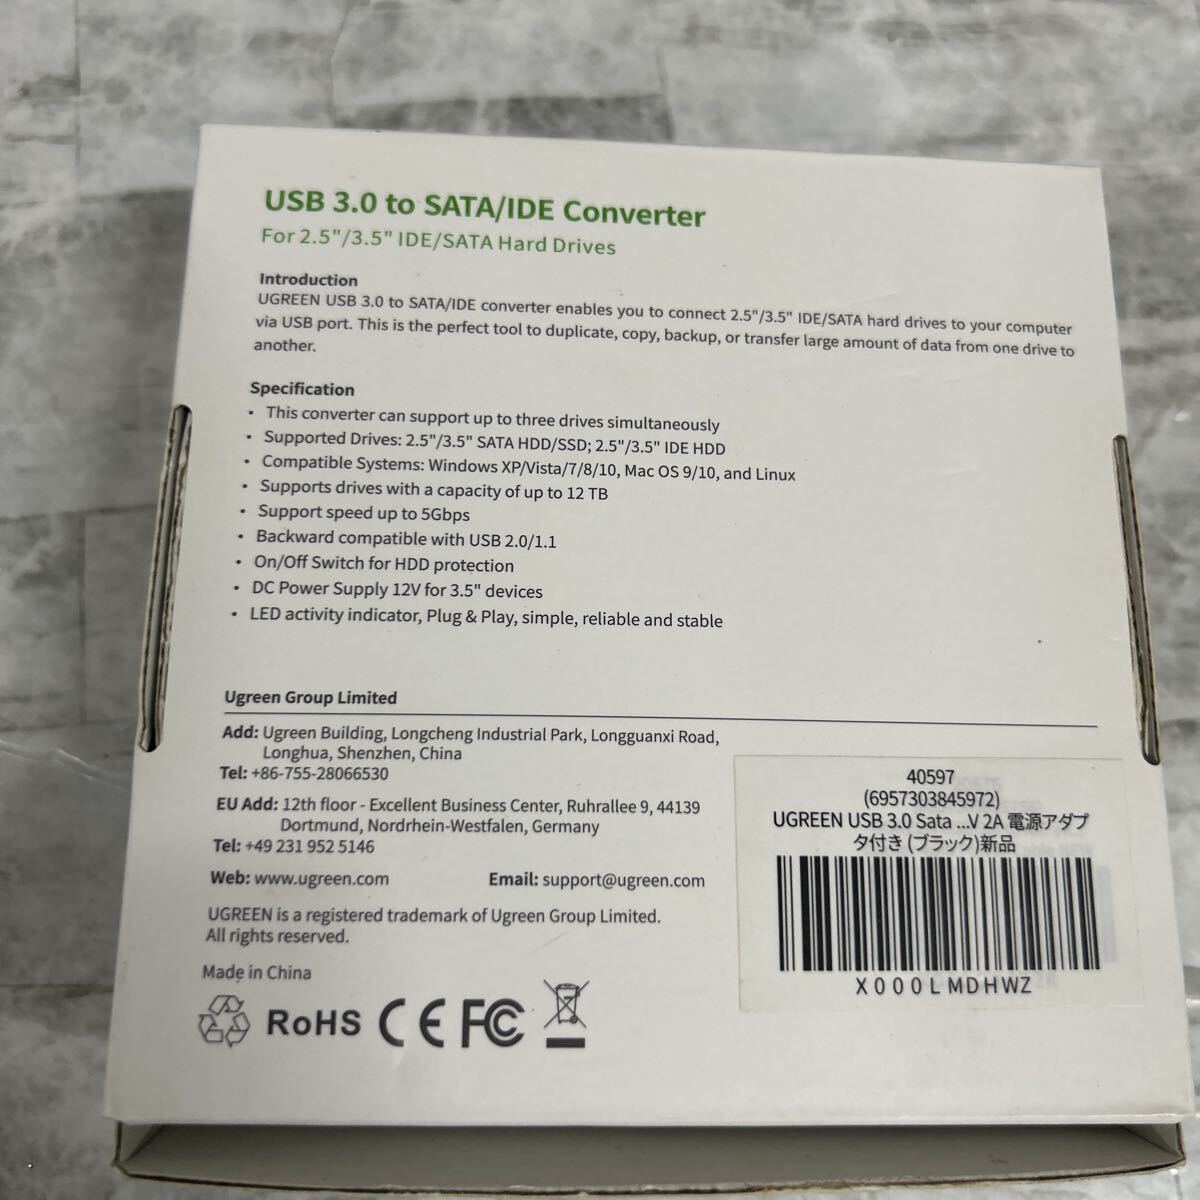 USB 3.0 to SATA/IDE Converter
For 2.5"/3.5" IDE/SATA Hard Drives
Introduction
UGREEN USB 3.0 to SATA/IDE converter enables you to connect 2.5"/3.5" IDE/SATA hard drives to your computer
via USB port. This is the perfect tool to duplicate, copy, backup, or transfer large amount of data from one drive to
another.
Specification
• This converter can support up to three drives simultaneously
• Supported Drives: 2.5"/3.5" SATA HDD/SSD; 2.5"/3.5" IDE HDD
• Compatible Systems: Windows XP/Vista/7/8/10, Mac OS 9/10, and Linux
• Supports drives with a capacity of up to 12 TB
• Support speed up to 5Gbps
• Backward compatible with USB 2.0/1.1
• On/Off Switch for HDD protection
• DC Power Supply 12V for 3.5" devices
• LED activity indicator, Plug & Play, simple, reliable and stable
Ugreen Group Limited
Add: Ugreen Building, Longcheng Industrial Park, Longguanxi Road,
Longhua, Shenzhen, China
Tel: +86-755-28066530
EU Add: 12th floor - Excellent Business Center, Ruhrallee 9, 44139
Dortmund, Nordrhein-Westfalen, Germany
Tel: +49 231 952 5146
Web: www.ugreen.com Email: support@ugreen.com
UGREEN is a registered trademark of Ugreen Group Limited.
All rights reserved.
Made in China
RoHS CE FC
40597
(6957303845972)
UGREEN USB 3.0 Sata ...V 2A 電源アダプ
タ付き (ブラック)新品
X000LMDHWZ